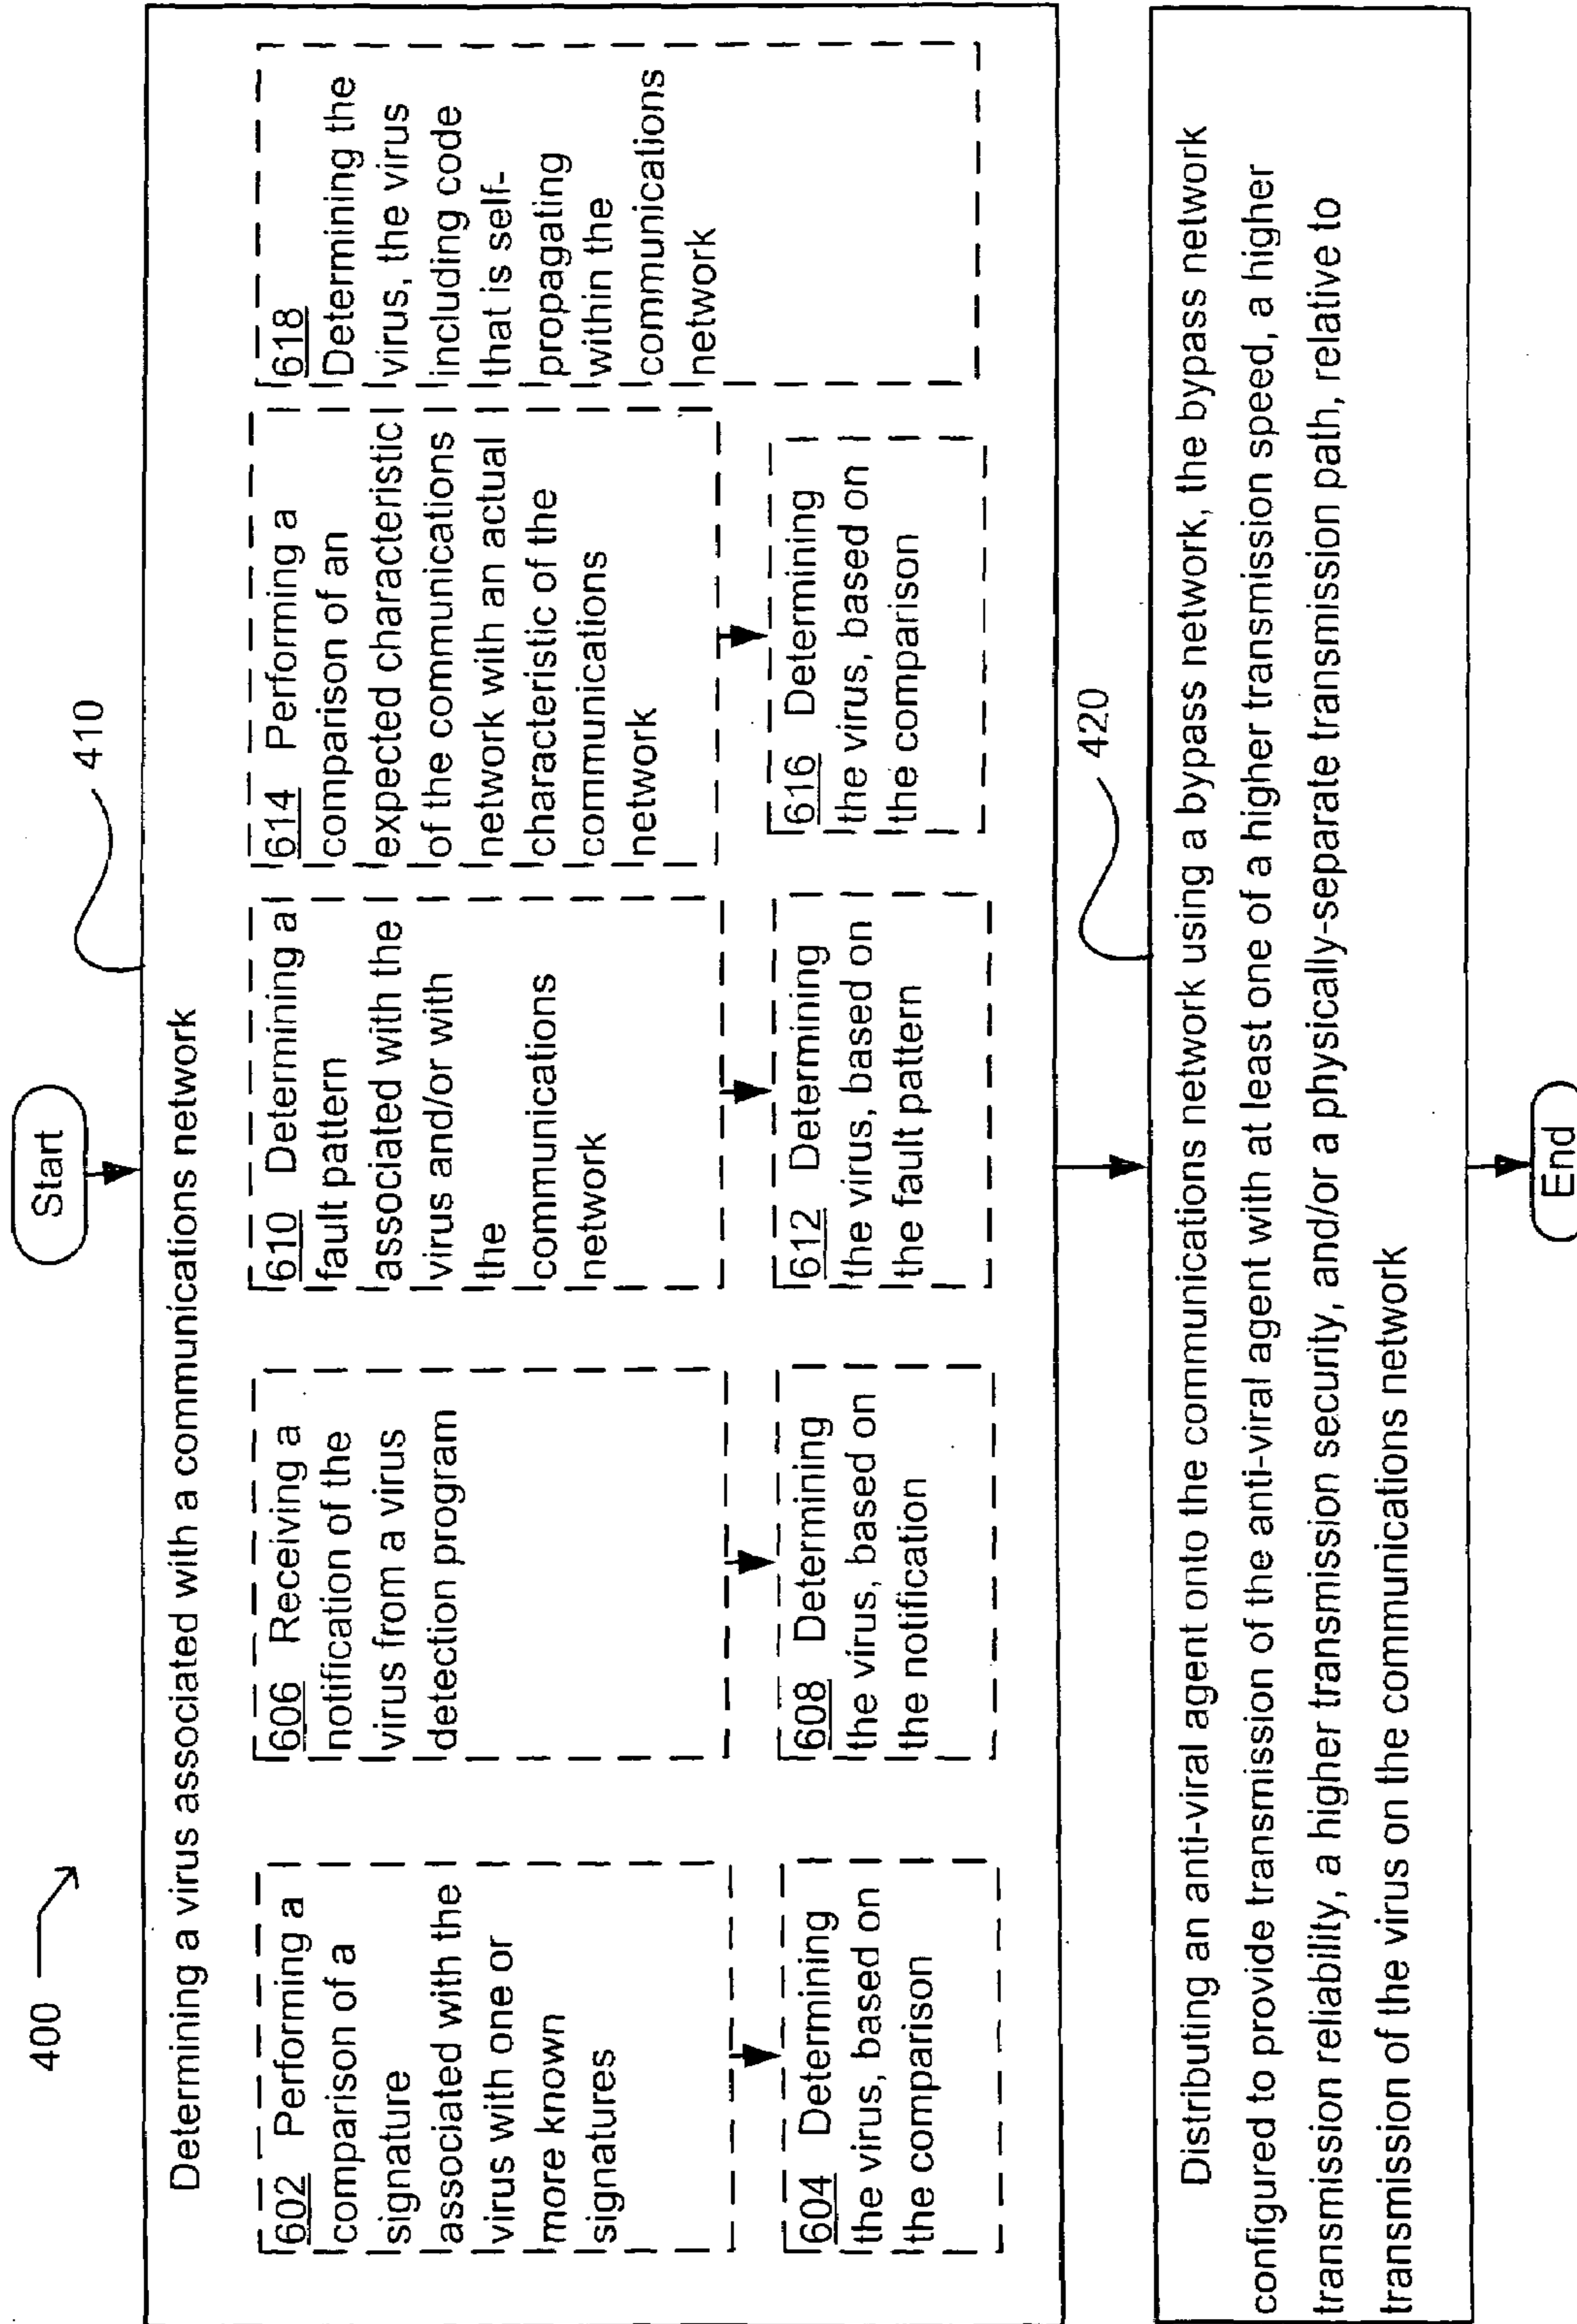 400
Start
410
Determining a virus associated with a communications network
602 Performing a
comparison of a
signature
associated with the
virus with one or
more known
signatures
604 Determining
the virus, based on
the comparison
606 Receiving a
notification of the
virus from a virus
detection program
608 Determining
the virus, based on
the notification
610 Determining a
fault pattern
associated with the
virus and/or with
the
communications
network
612 Determining
the virus, based on
the fault pattern
614 Performing a
comparison of an
expected characteristic
of the communications
network with an actual
characteristic of the
communications
network
616 Determining
the virus, based on
the comparison
618
Determining the
virus, the virus
including code
that is self-
propagating
within the
communications
network
420
Distributing an anti-viral agent onto the communications network using a bypass network, the bypass network
configured to provide transmission of the anti-viral agent with at least one of a higher transmission speed, a higher
transmission reliability, a higher transmission security, and/or a physically-separate transmission path, relative to
transmission of the virus on the communications network
End